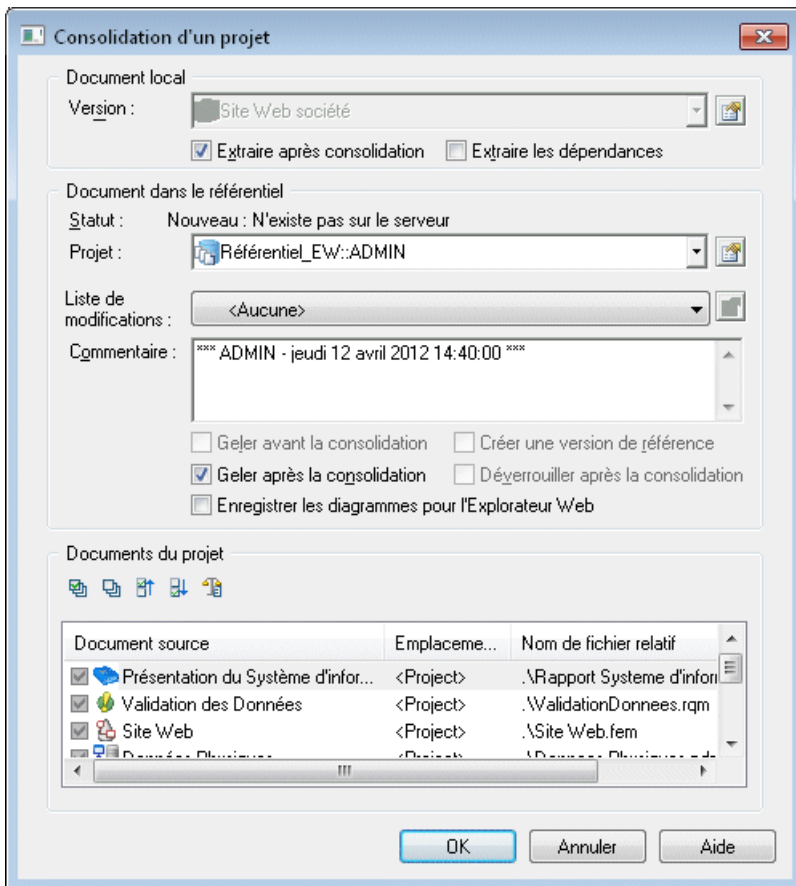 Consolidation d'un projet
Document local
Version :
Site Web société
Extraire après consolidation
Extraire les dépendances
Document dans le référentiel
Statut :
Nouveau : N'existe pas sur le serveur
Projet :
Référentiel_EW::ADMIN
Liste de modifications :
<Aucune>
Commentaire :
*** ADMIN - jeudi 12 avril 2012 14:40:00 ***
Geler avant la consolidation
Créer une version de référence
Geler après la consolidation
Déverrouiller après la consolidation
Enregistrer les diagrammes pour l'Explorateur Web
Documents du projet
Document source
Emplaceme...
Nom de fichier relatif
Présentation du Système d'infor...
<Project>
.\Rapport Systeme d'infor
Validation des Données
<Project>
.\ValidationDonnees.rqm
Site Web
<Project>
.\Site Web.fem
Données Physiques
<Project>
OK
Annuler
Aide